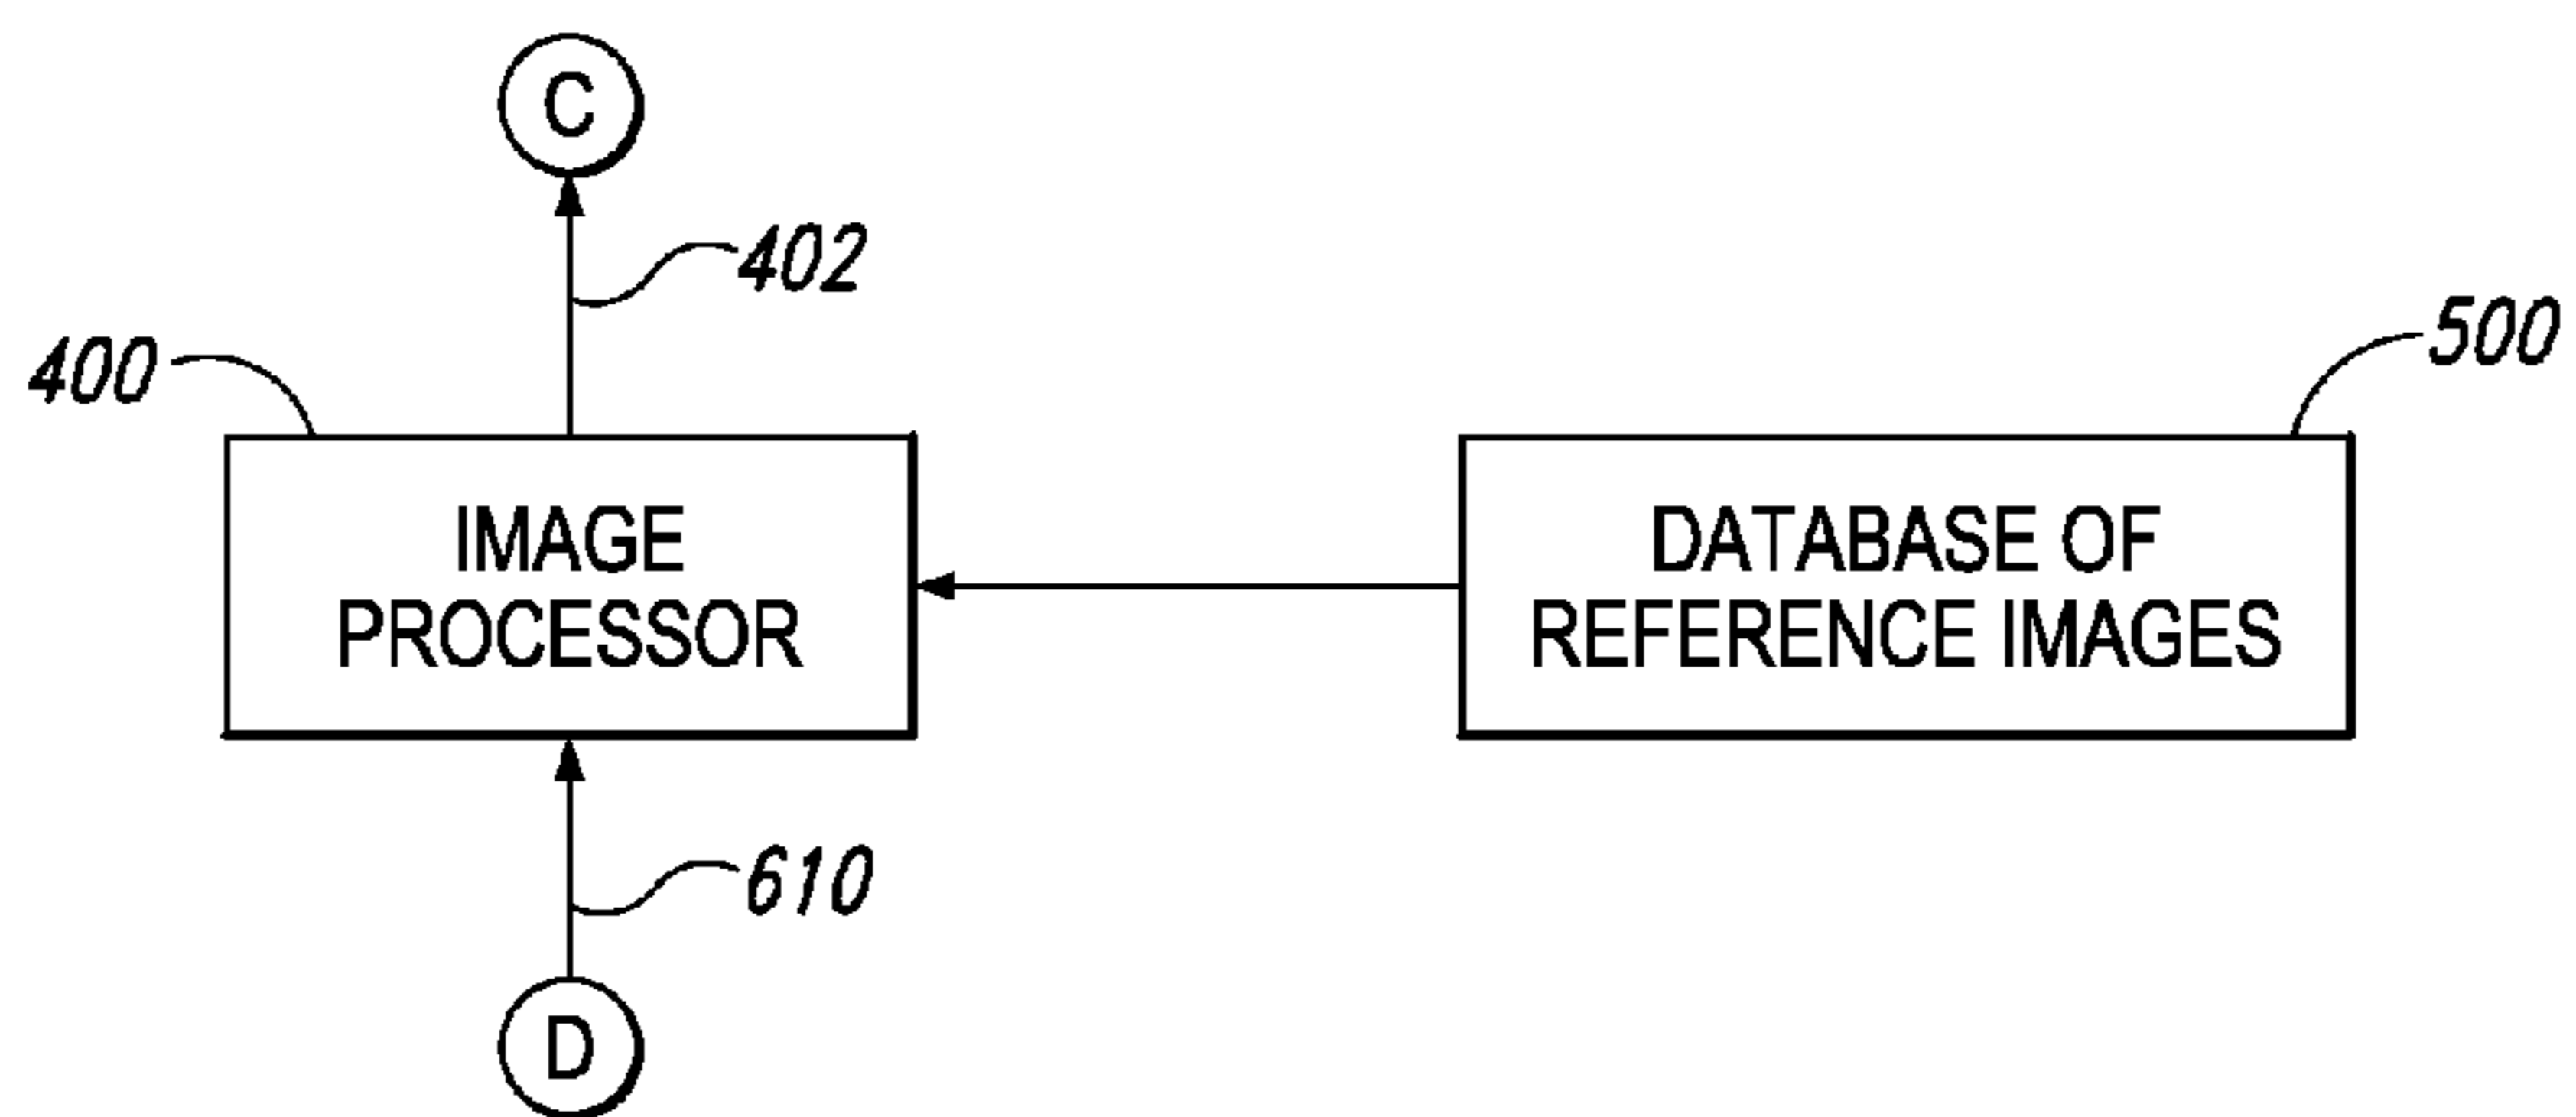 C
402
400
500
IMAGE
PROCESSOR
DATABASE OF
REFERENCE IMAGES
610
D